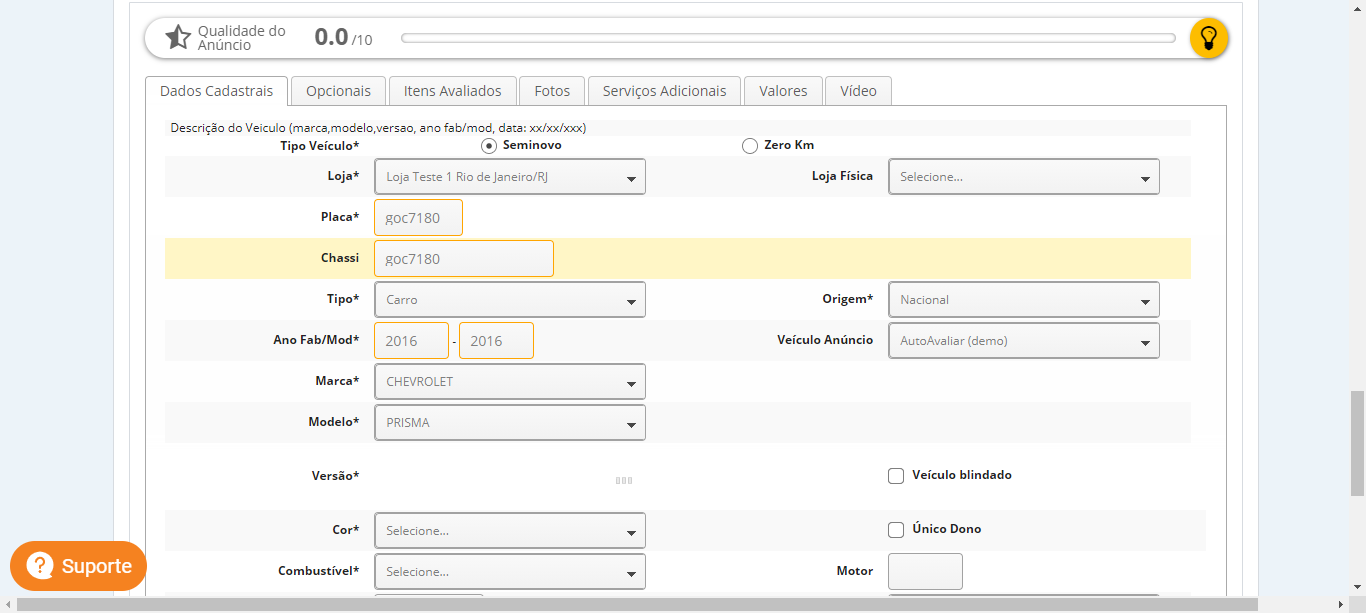 Qualidade do
Anúncio
0.0 /10
Dados Cadastrais Opcionais Itens Avaliados Fotos Serviços Adicionais Valores Vídeo
Descrição do Veiculo (marca,modelo,versao, ano fab/mod, data: xx/xx/xxx)
Tipo Veículo* Seminovo Zero Km
Loja* Loja Teste 1 Rio de Janeiro/RJ Loja Física Selecione...
Placa* goc7180
Chassi goc7180
Tipo* Carro Origem* Nacional
Ano Fab/Mod* 2016 - 2016 Veículo Anúncio AutoAvaliar (demo)
Marca* CHEVROLET
Modelo* PRISMA
Versão* Veículo blindado
Cor* Selecione... Único Dono
Combustível* Selecione... Motor
? Suporte